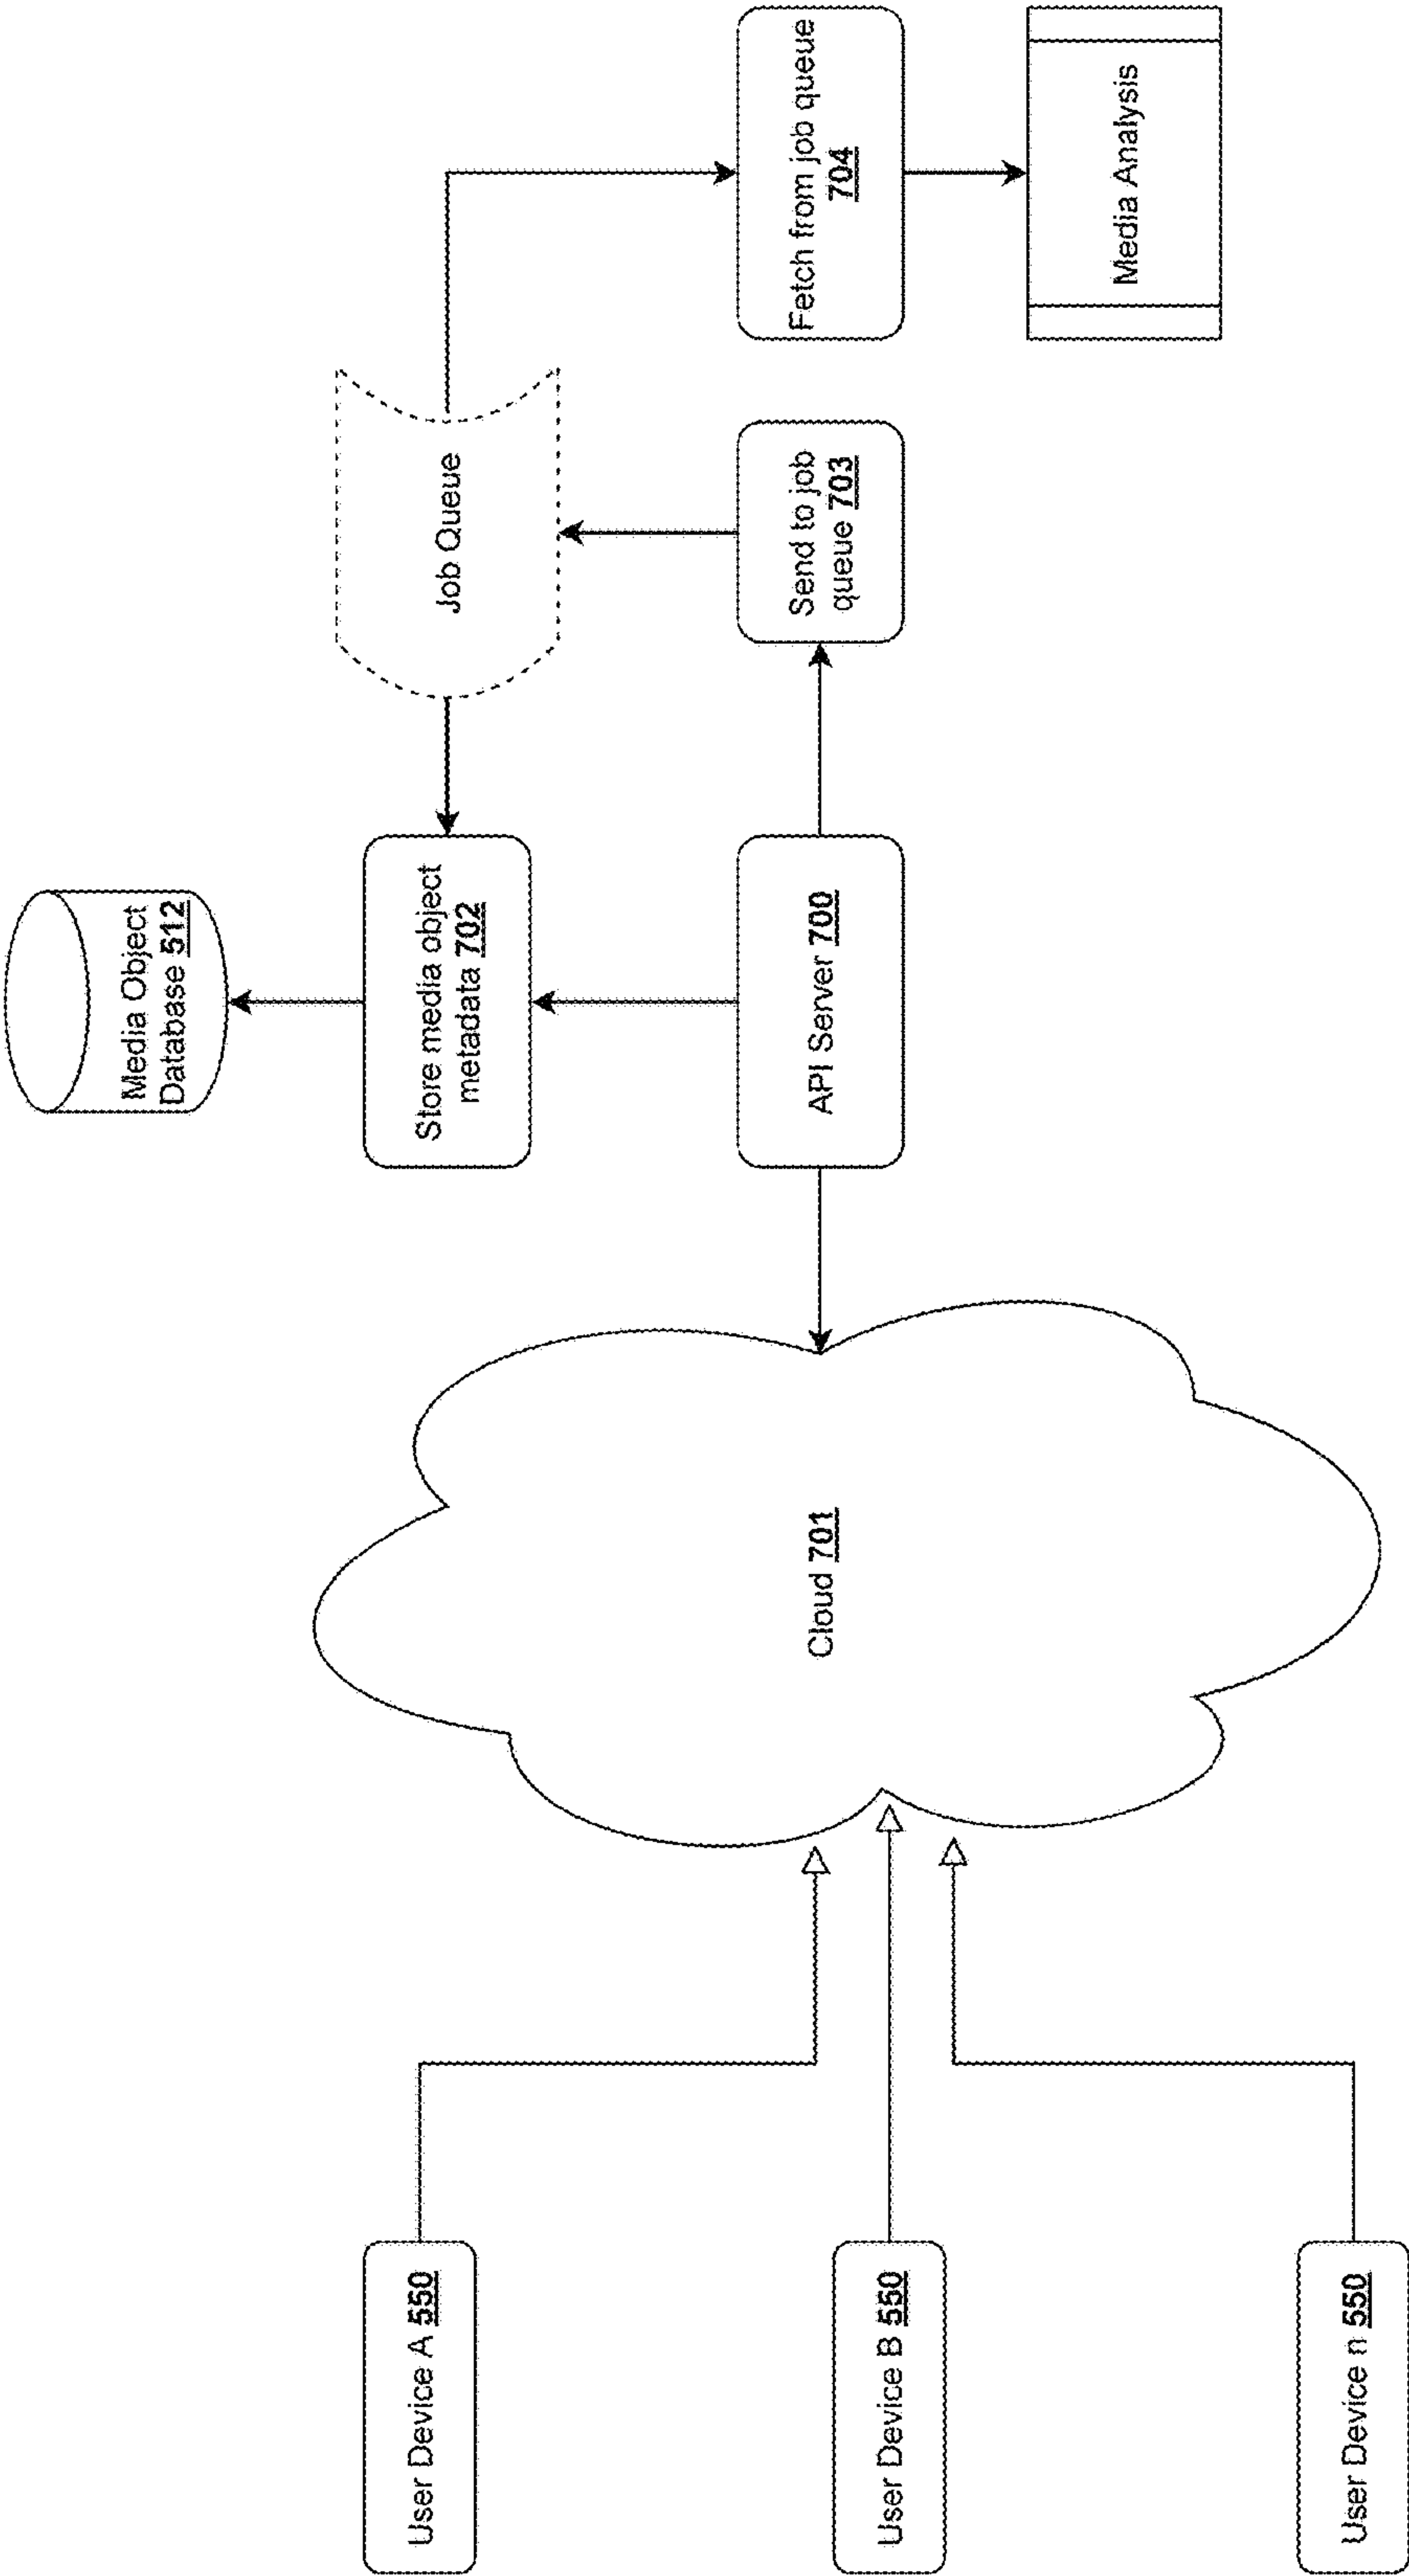 User Device A 550
User Device B 550
User Device n 550
Cloud 701
API Server 700
Store media object
metadata 702
Media Object
Database 512
Job Queue
Send to job
queue 703
Fetch from job queue
704
Media Analysis